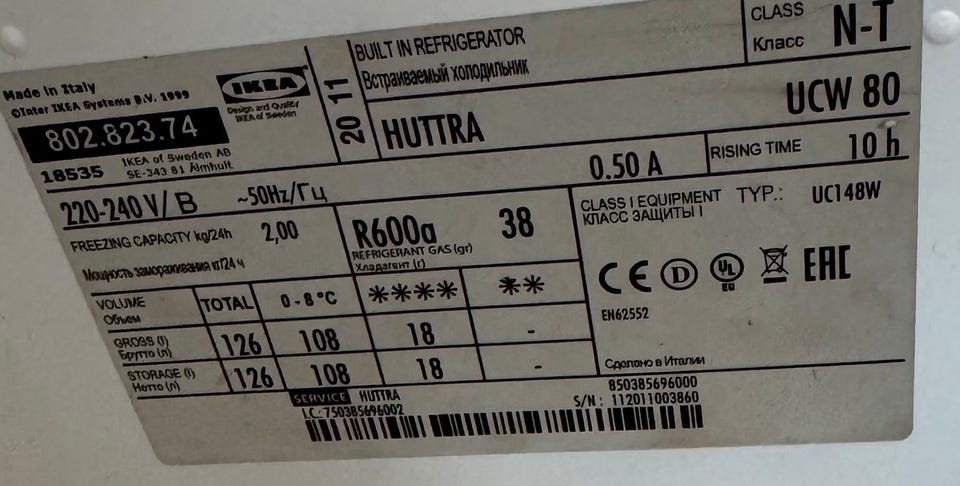 Made in Italy
©Inter IKEA Systems B.V. 1999
802.823.74
18535
IKEA of Sweden AB
SE-343 81 Älmhult
IKEA
Design and Quality
IKEA of Sweden
20 11
BUILT IN REFRIGERATOR
Встраиваемый холодильник
CLASS
Класс
N-T
HUTTRA
UCW 80
220-240 V/ В
~50Hz/Гц
0.50 A
RISING TIME
10 h
FREEZING CAPACITY kg/24h
2,00
Мощность замораживания кг/24 ч
R600a
38
REFRIGERANT GAS (gr)
Хладагент (г)
CLASS I EQUIPMENT
КЛАСС ЗАЩИТЫ I
TYP.:
UC148W
CE D UL EU EAC
EN62552
Сделано в Италии
VOLUME
Объем
TOTAL
0 - 8 °C
****
**
GROSS (l)
Брутто (л)
126
108
18
-
STORAGE (l)
Нетто (л)
126
108
18
-
SERVICE HUTTRA
I.C: 750385696002
850385696000
S/N: 112011003860